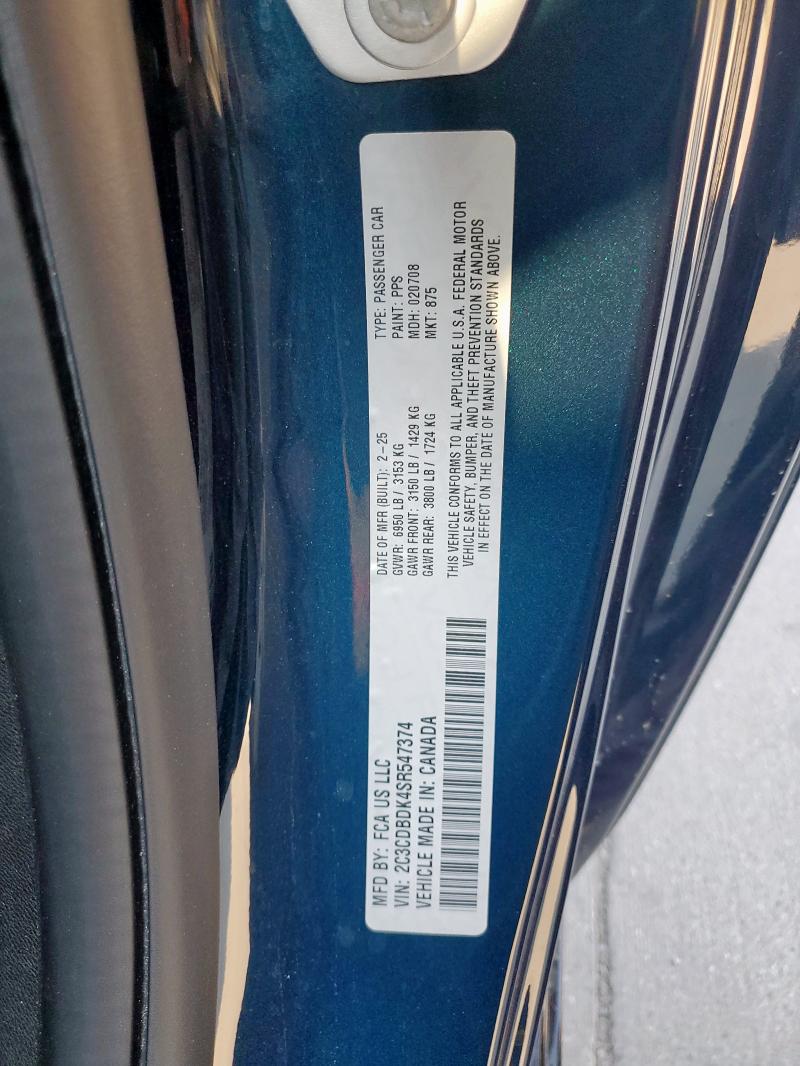 MFD BY: FCA US LLC
VIN: 2C3CDBDK4SR547374
VEHICLE MADE IN: CANADA
DATE OF MFR (BUILT): 2-25
GVWR: 6950 LB / 3153 KG
GAWR FRONT: 3150 LB / 1429 KG
GAWR REAR: 3800 LB / 1724 KG
TYPE: PASSENGER CAR
PAINT: PPS
MDH: 020708
MKT: 875
THIS VEHICLE CONFORMS TO ALL APPLICABLE U.S.A. FEDERAL MOTOR
VEHICLE SAFETY, BUMPER, AND THEFT PREVENTION STANDARDS
IN EFFECT ON THE DATE OF MANUFACTURE SHOWN ABOVE.